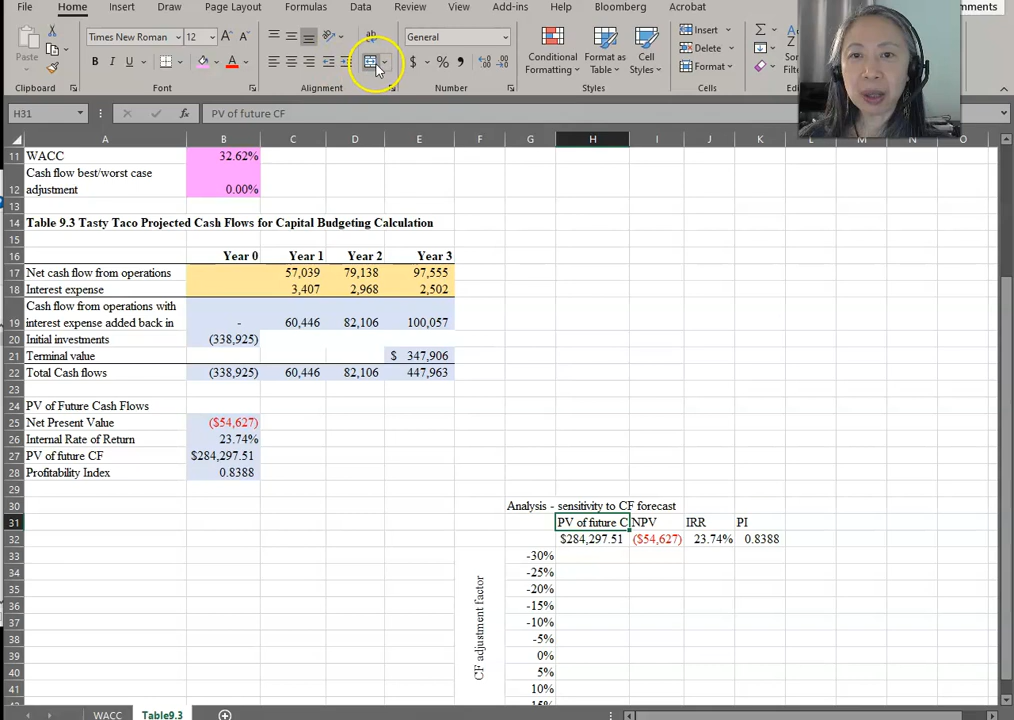 File Home Insert Draw Page Layout Formulas Data Review View Add-ins Help Bloomberg Acrobat omments
Times New Roman 12 A A ab General Insert
Paste Delete
B I U A $ % 9 Conditional Formatting Format as Table Cell Styles Format
Clipboard Font Alignment Number Styles Cells
H31 fx PV of future CF
A B C D E F G H I J K
11 WACC 32.62%
Cash flow best/worst case
12 adjustment 0.00%
13
14 Table 9.3 Tasty Taco Projected Cash Flows for Capital Budgeting Calculation
15
16 Year 0 Year 1 Year 2 Year 3
17 Net cash flow from operations 57,039 79,138 97,555
18 Interest expense 3,407 2,968 2,502
Cash flow from operations with
19 interest expense added back in - 60,446 82,106 100,057
20 Initial investments (338,925)
21 Terminal value $ 347,906
22 Total Cash flows (338,925) 60,446 82,106 447,963
23
24 PV of Future Cash Flows
25 Net Present Value ($54,627)
26 Internal Rate of Return 23.74%
27 PV of future CF $284,297.51
28 Profitability Index 0.8388
29
30 Analysis - sensitivity to CF forecast
31 PV of future C NPV IRR PI
32 $284,297.51 ($54,627) 23.74% 0.8388
33 -30%
34 -25%
35 -20%
36 -15%
37 -10%
38 -5%
39 0%
40 5%
41 10%
CF adjustment factor
15%
WACC Table9.3